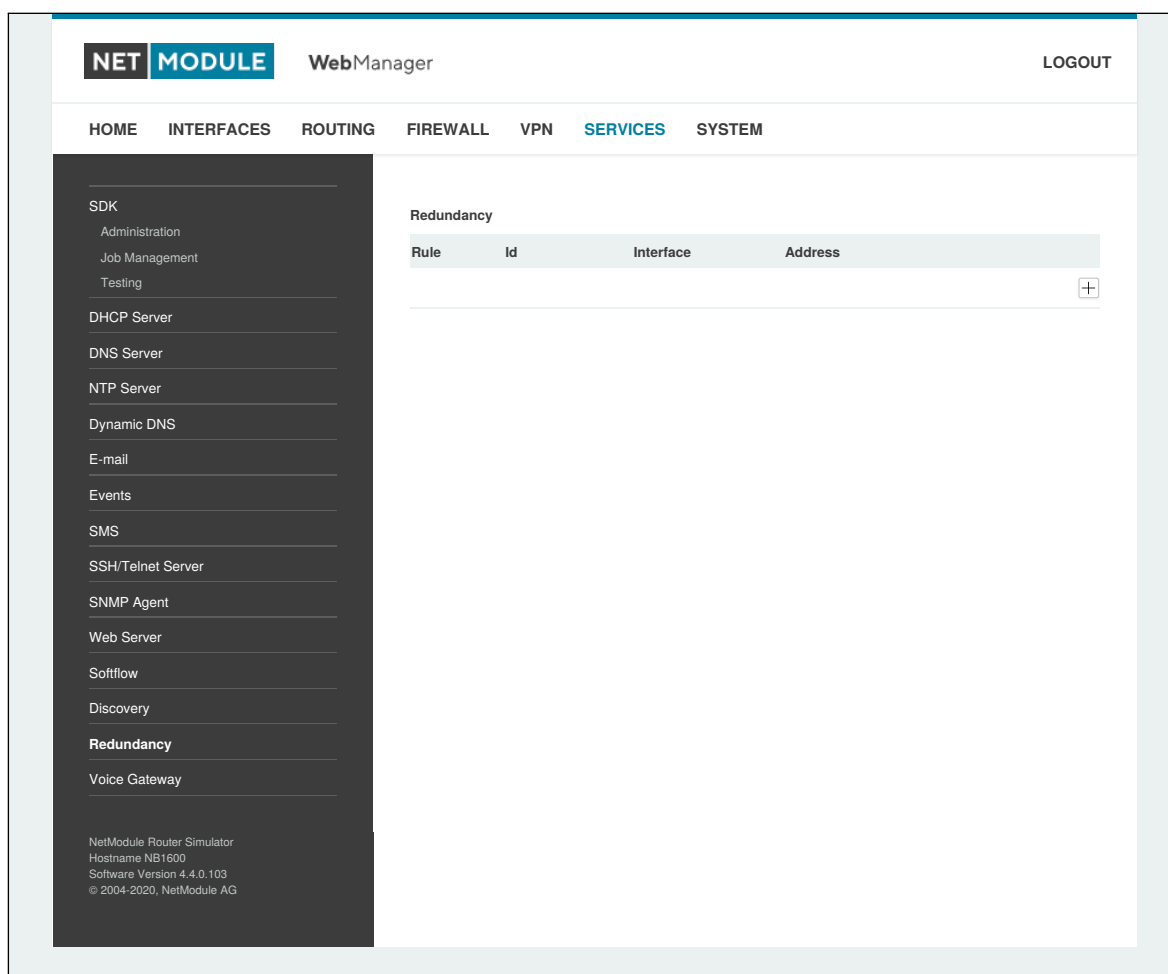 NET MODULE WebManager LOGOUT
HOME INTERFACES ROUTING FIREWALL VPN SERVICES SYSTEM
SDK
Administration
Job Management
Testing
DHCP Server
DNS Server
NTP Server
Dynamic DNS
E-mail
Events
SMS
SSH/Telnet Server
SNMP Agent
Web Server
Softflow
Discovery
Redundancy
Voice Gateway
NetModule Router Simulator
Hostname NB1600
Software Version 4.4.0.103
© 2004-2020, NetModule AG
Redundancy
Rule Id Interface Address